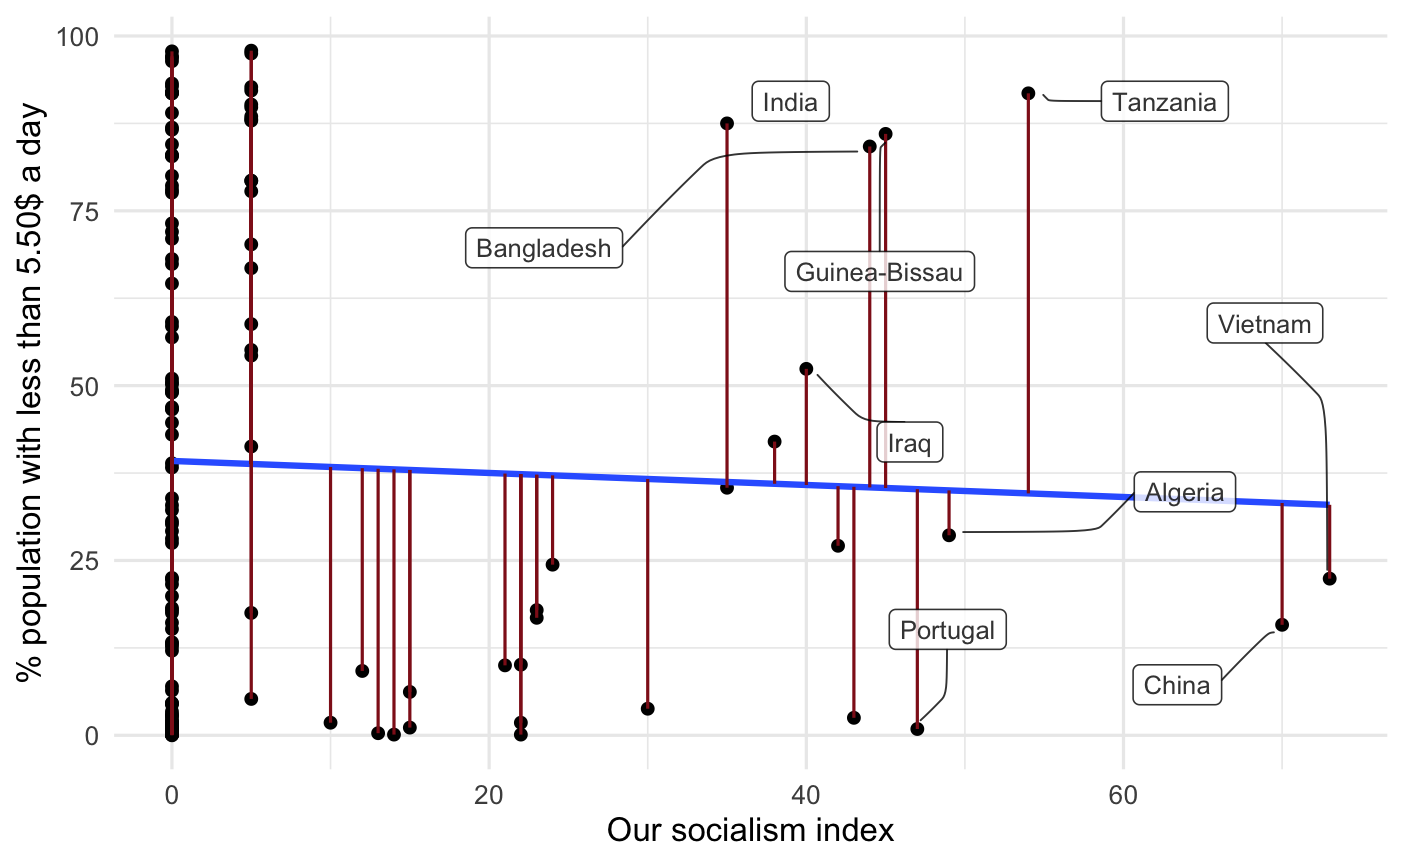 % population with less than 5.50$ a day
100
75
50
25
0
India
Tanzania
Bangladesh
Guinea-Bissau
Vietnam
Iraq
Algeria
Portugal
China
0
20
40
60
Our socialism index